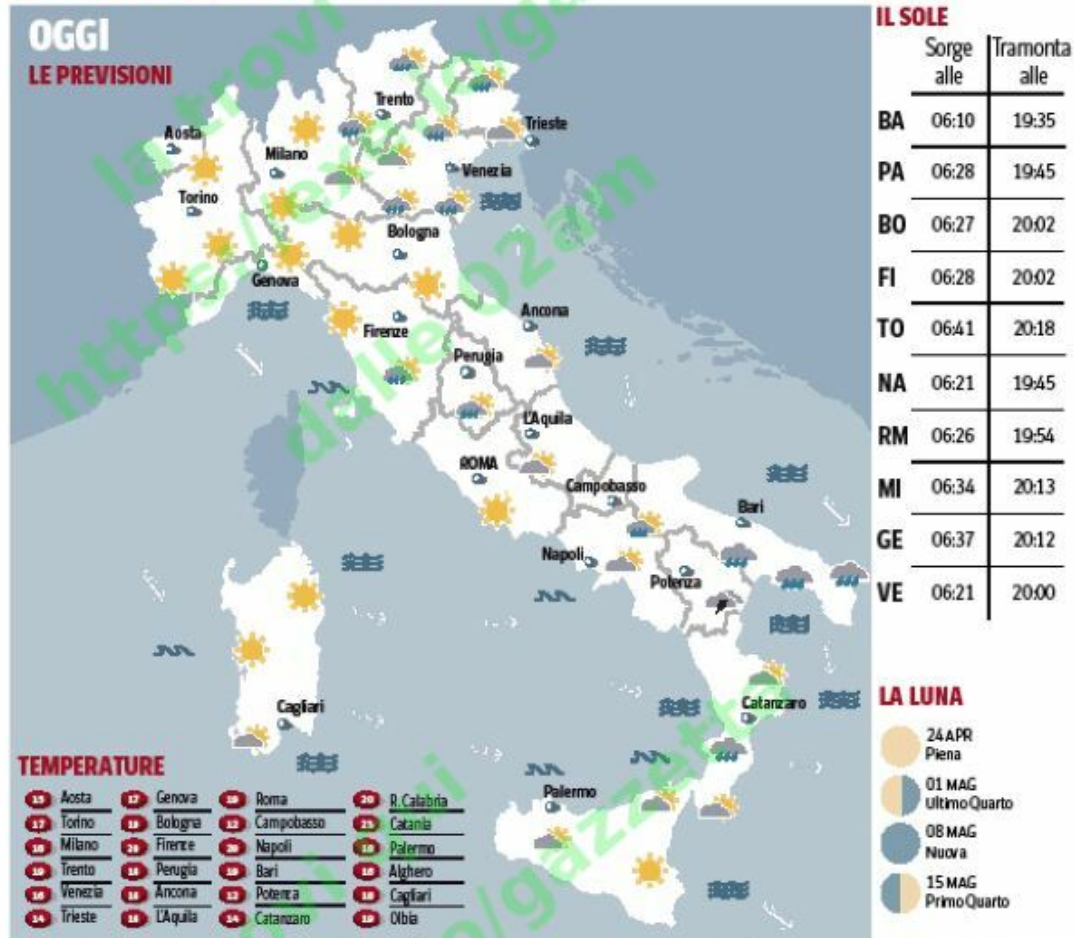 OGGI
LE PREVISIONI
Trento
Aosta
Trieste
Milano
Venezia
Torino
Bologna
Genova
Firenze
Ancona
Perugia
L'Aquila
ROMA
Campobasso
Bari
Napoli
Potenza
Cagliari
Catanzaro
Palermo
TEMPERATURE
Aosta
17 Torino
Milano
Trento
Venezia
14 Trieste
17 Genova
Bologna
Firenze
Perugia
Ancona
L'Aquila
Roma
12 Campobasso
Napoli
Bari
Potenza
14 Catanzaro
20 R. Calabria
Catania
Palermo
Alghero
Cagliari
Olbia
IL SOLE
Sorge alle Tramonta alle
BA 06:10 19:35
PA 06:28 19:45
BO 06:27 20:02
FI 06:28 20:02
TO 06:41 20:18
NA 06:21 19:45
RM 06:26 19:54
MI 06:34 20:13
GE 06:37 20:12
VE 06:21 20:00
LA LUNA
24 APR
Piena
01 MAG
Ultimo Quarto
08 MAG
Nuova
15 MAG
Primo Quarto
dalle 02am